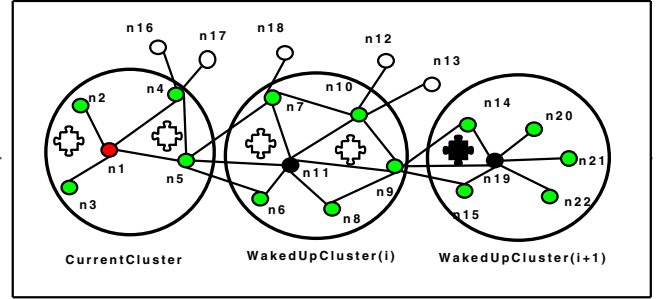 n16
n17
n18
n12
n13
n2
n4
n7
n10
n14
n20
n1
n5
n11
n9
n19
n21
n3
n6
n8
n15
n22
CurrentCluster
WakedUpCluster(i)
WakedUpCluster(i+1)